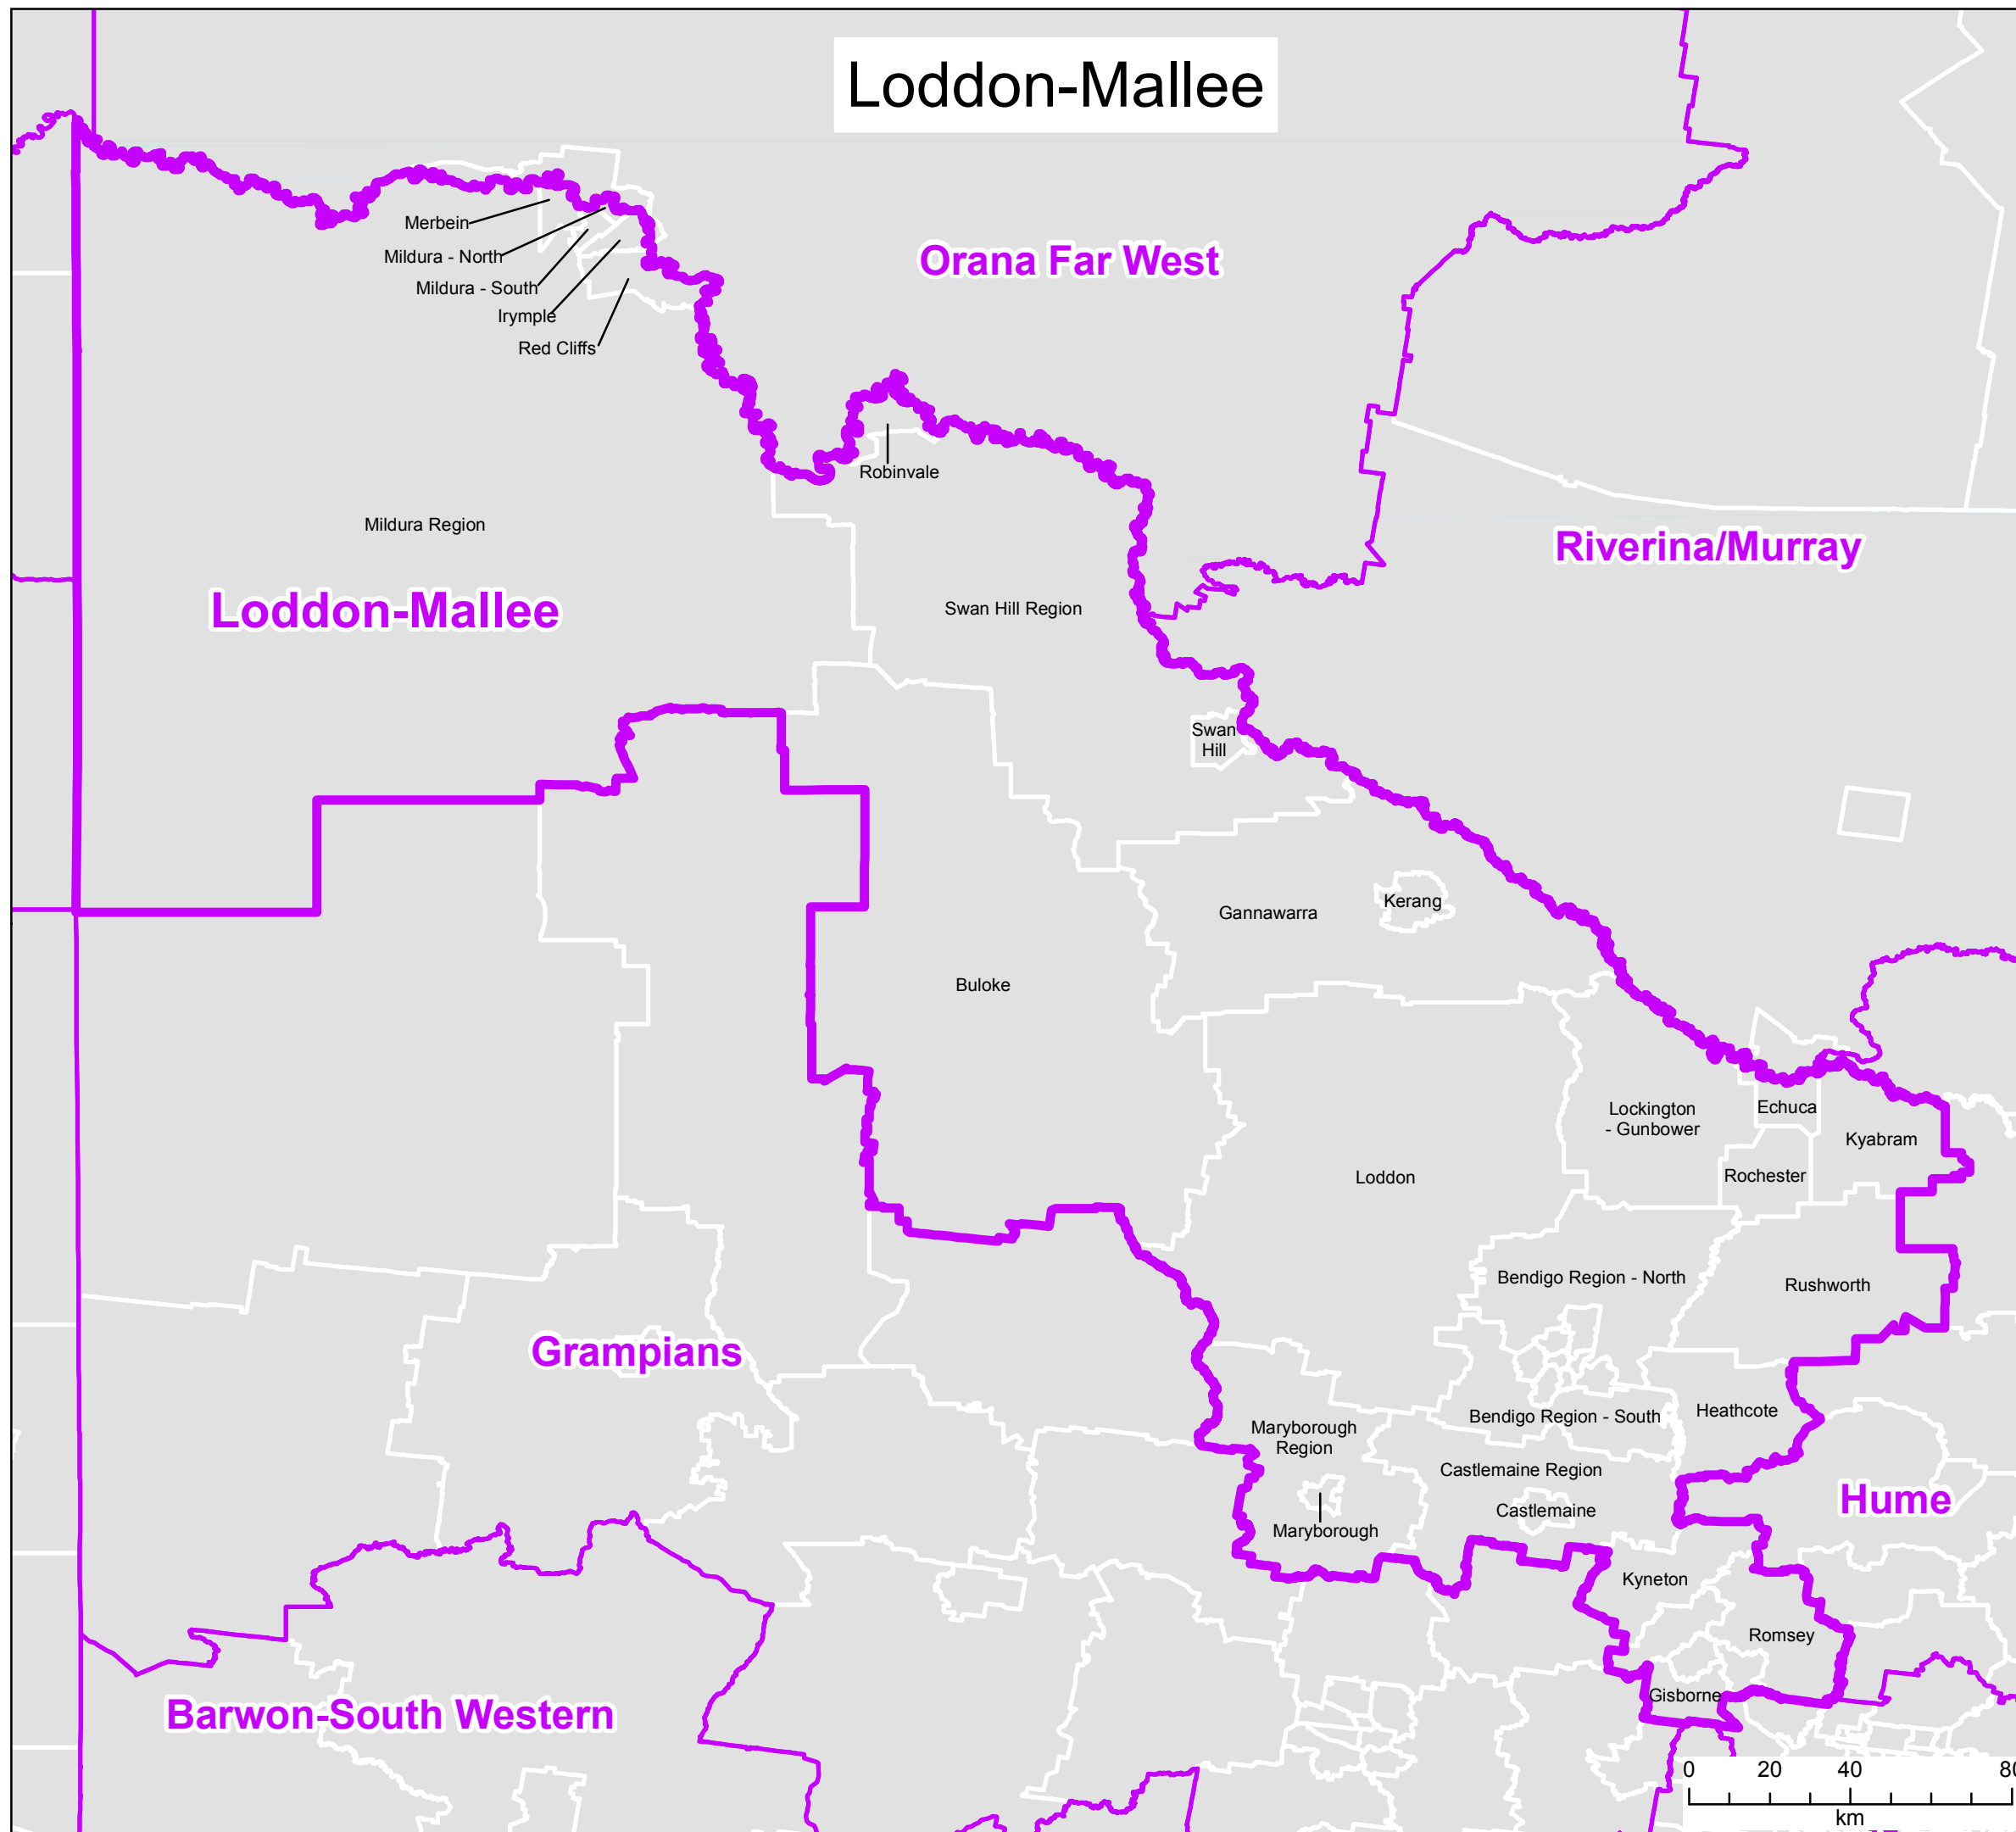 Loddon-Mallee
Merbein
Mildura - North
Mildura - South
Irymple
Red Cliffs
Orana Far West
Robinvale
Mildura Region
Riverina/Murray
Loddon-Mallee
Swan Hill Region
Swan
Hill
Gannawarra
Kerang
Buloke
Lockington
- Gunbower
Echuca
Kyabram
Rochester
Loddon
Bendigo Region - North
Rushworth
Grampians
Bendigo Region - South
Heathcote
Maryborough
Region
Castlemaine Region
Castlemaine
Hume
Maryborough
Kyneton
Romsey
Gisborne
Barwon-South Western
0 20 40 80
km